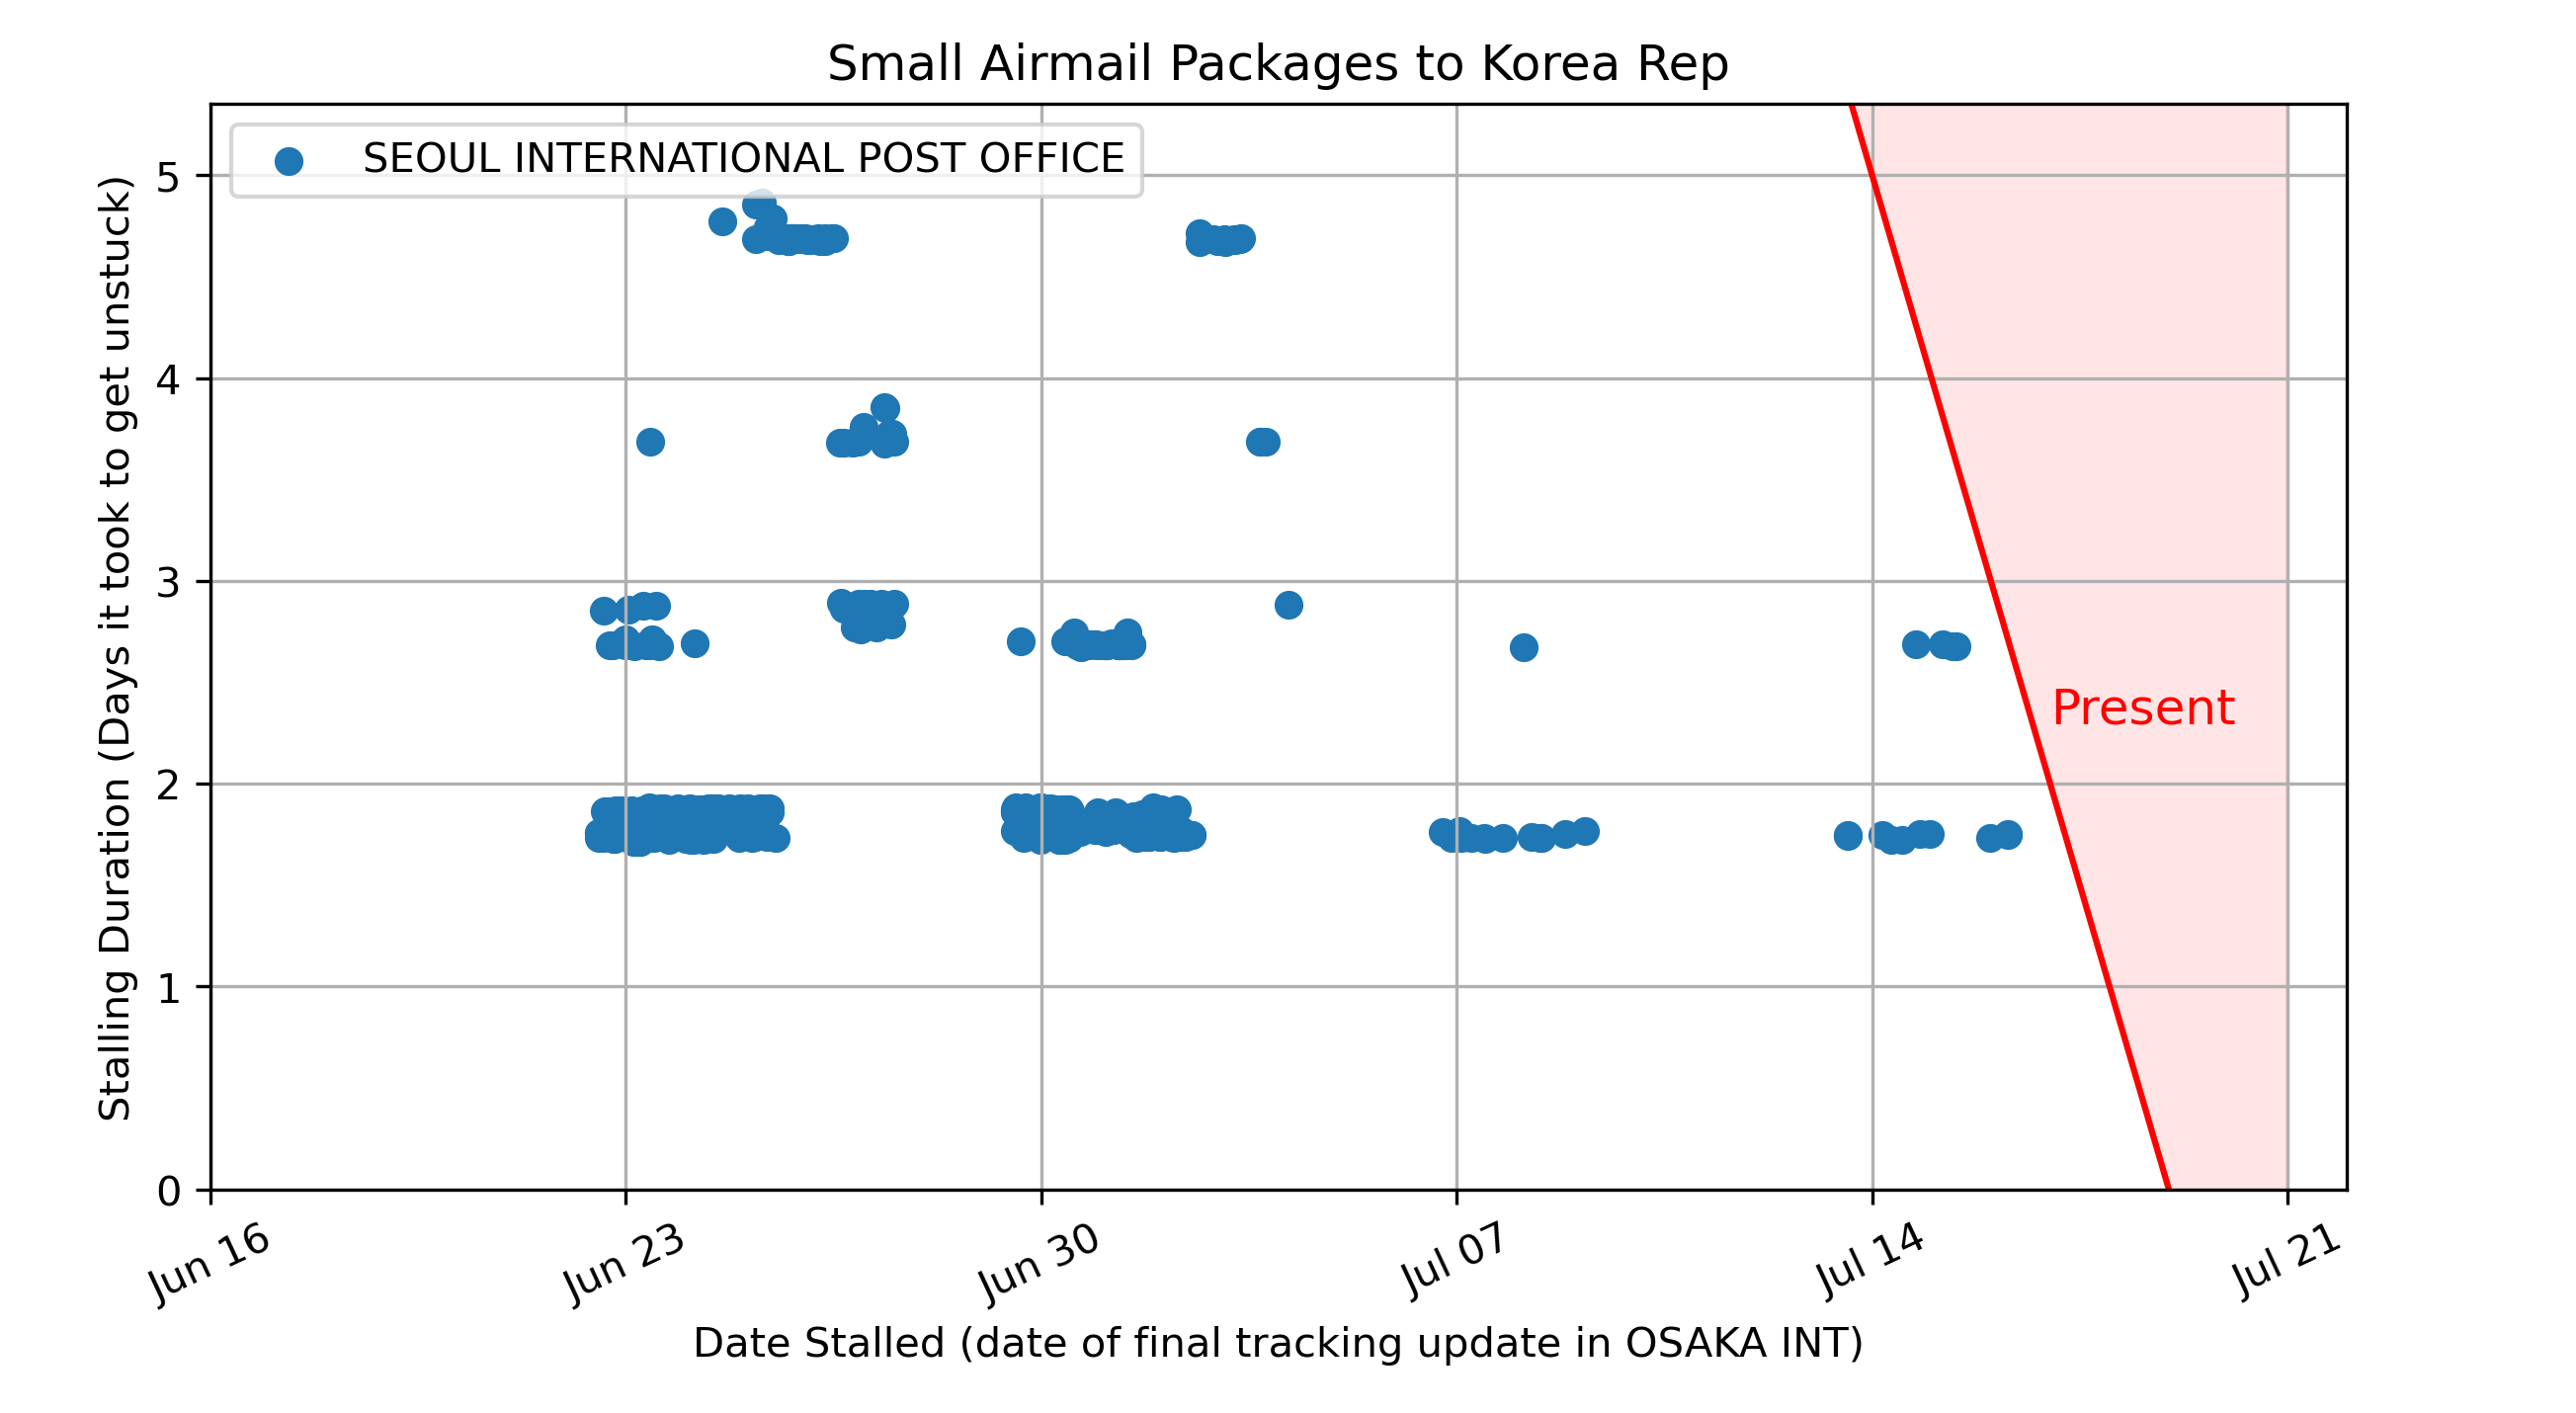 Small Airmail Packages to Korea Rep
SEOUL INTERNATIONAL POST OFFICE
Stalling Duration (Days it took to get unstuck)
5
4
3
2
1
0
Present
Jun 16
Jun 23
Jun 30
Jul 07
Jul 14
Jul 21
Date Stalled (date of final tracking update in OSAKA INT)